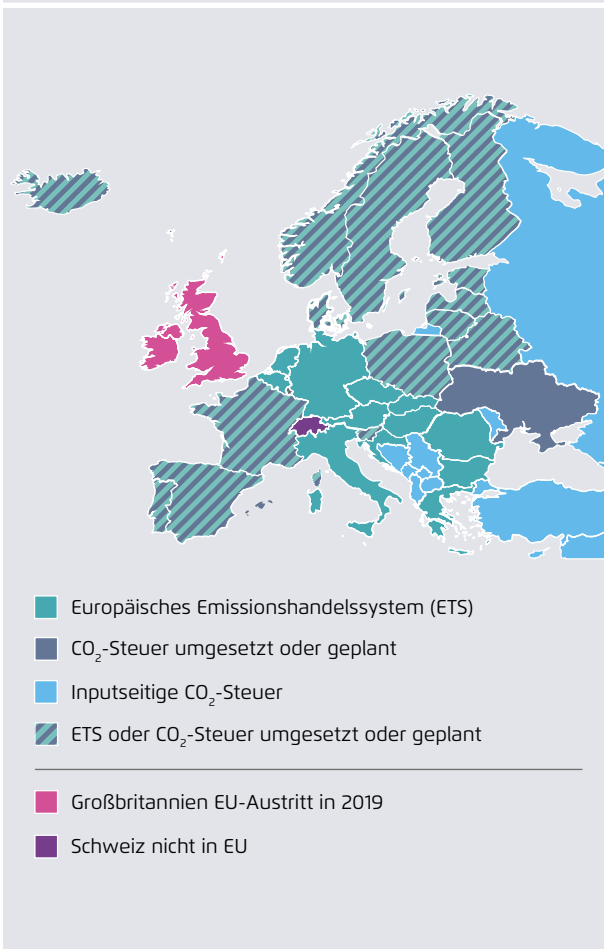 Europäisches Emissionshandelssystem (ETS)
CO₂-Steuer umgesetzt oder geplant
Inputseitige CO₂-Steuer
ETS oder CO₂-Steuer umgesetzt oder geplant
Großbritannien EU-Austritt in 2019
Schweiz nicht in EU